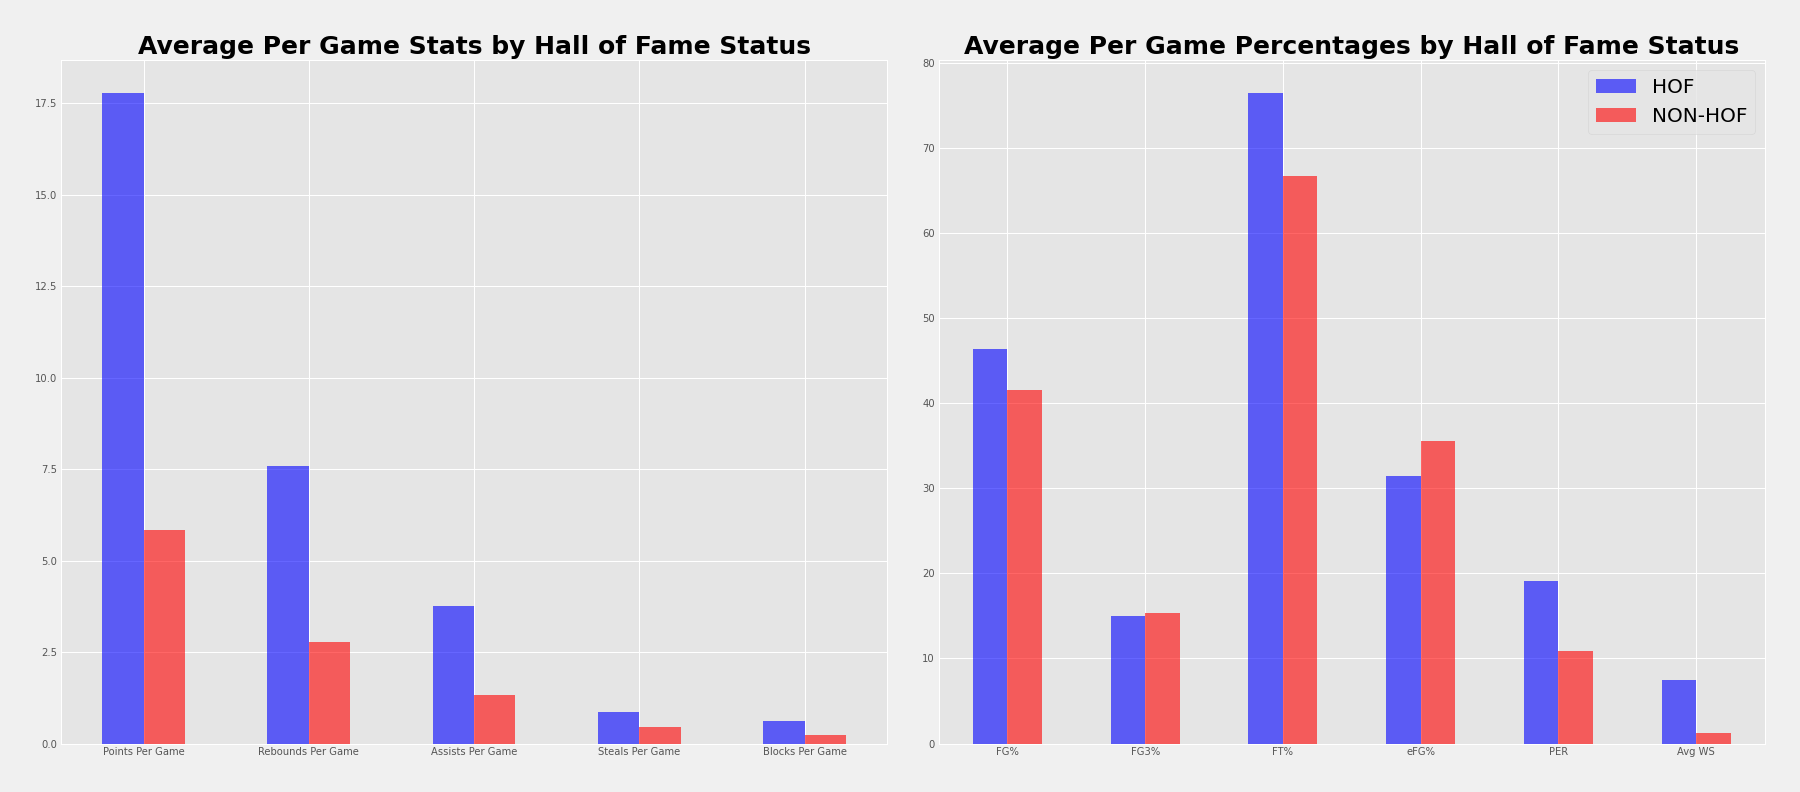 Average Per Game Stats by Hall of Fame Status
17.5
15.0
12.5
10.0
7.5
5.0
2.5
0.0
Points Per Game Rebounds Per Game Assists Per Game Steals Per Game Blocks Per Game
Average Per Game Percentages by Hall of Fame Status
HOF
NON-HOF
80
70
60
50
40
30
20
10
0
FG% FG3% FT% eFG% PER Avg WS